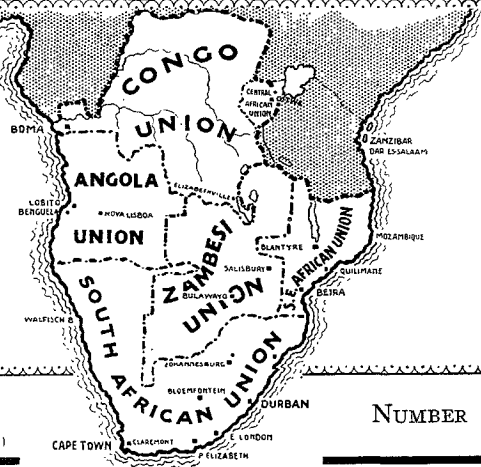 CONGO
UNION
CENTRAL
AFRICAN
UNION
BOMA
ZANZIBAR
DAR ES-SALAAM
ANGOLA
UNION
ELIZABETHVILLE
LOBITO
BENGUELA
NOVA LISBOA
ZAMBESI
UNION
BLANTYRE
S.E. AFRICAN UNION
MOZAMBIQUE
QUILIMANE
SALISBURY
BULAWAYO
BEIRA
WALFISCH B
SOUTH AFRICAN UNION
JOHANNESBURG
BLOEMFONTEIN
DURBAN
NUMBER
CAPE TOWN
CLAREMONT
E LONDON
P ELIZABETH
)